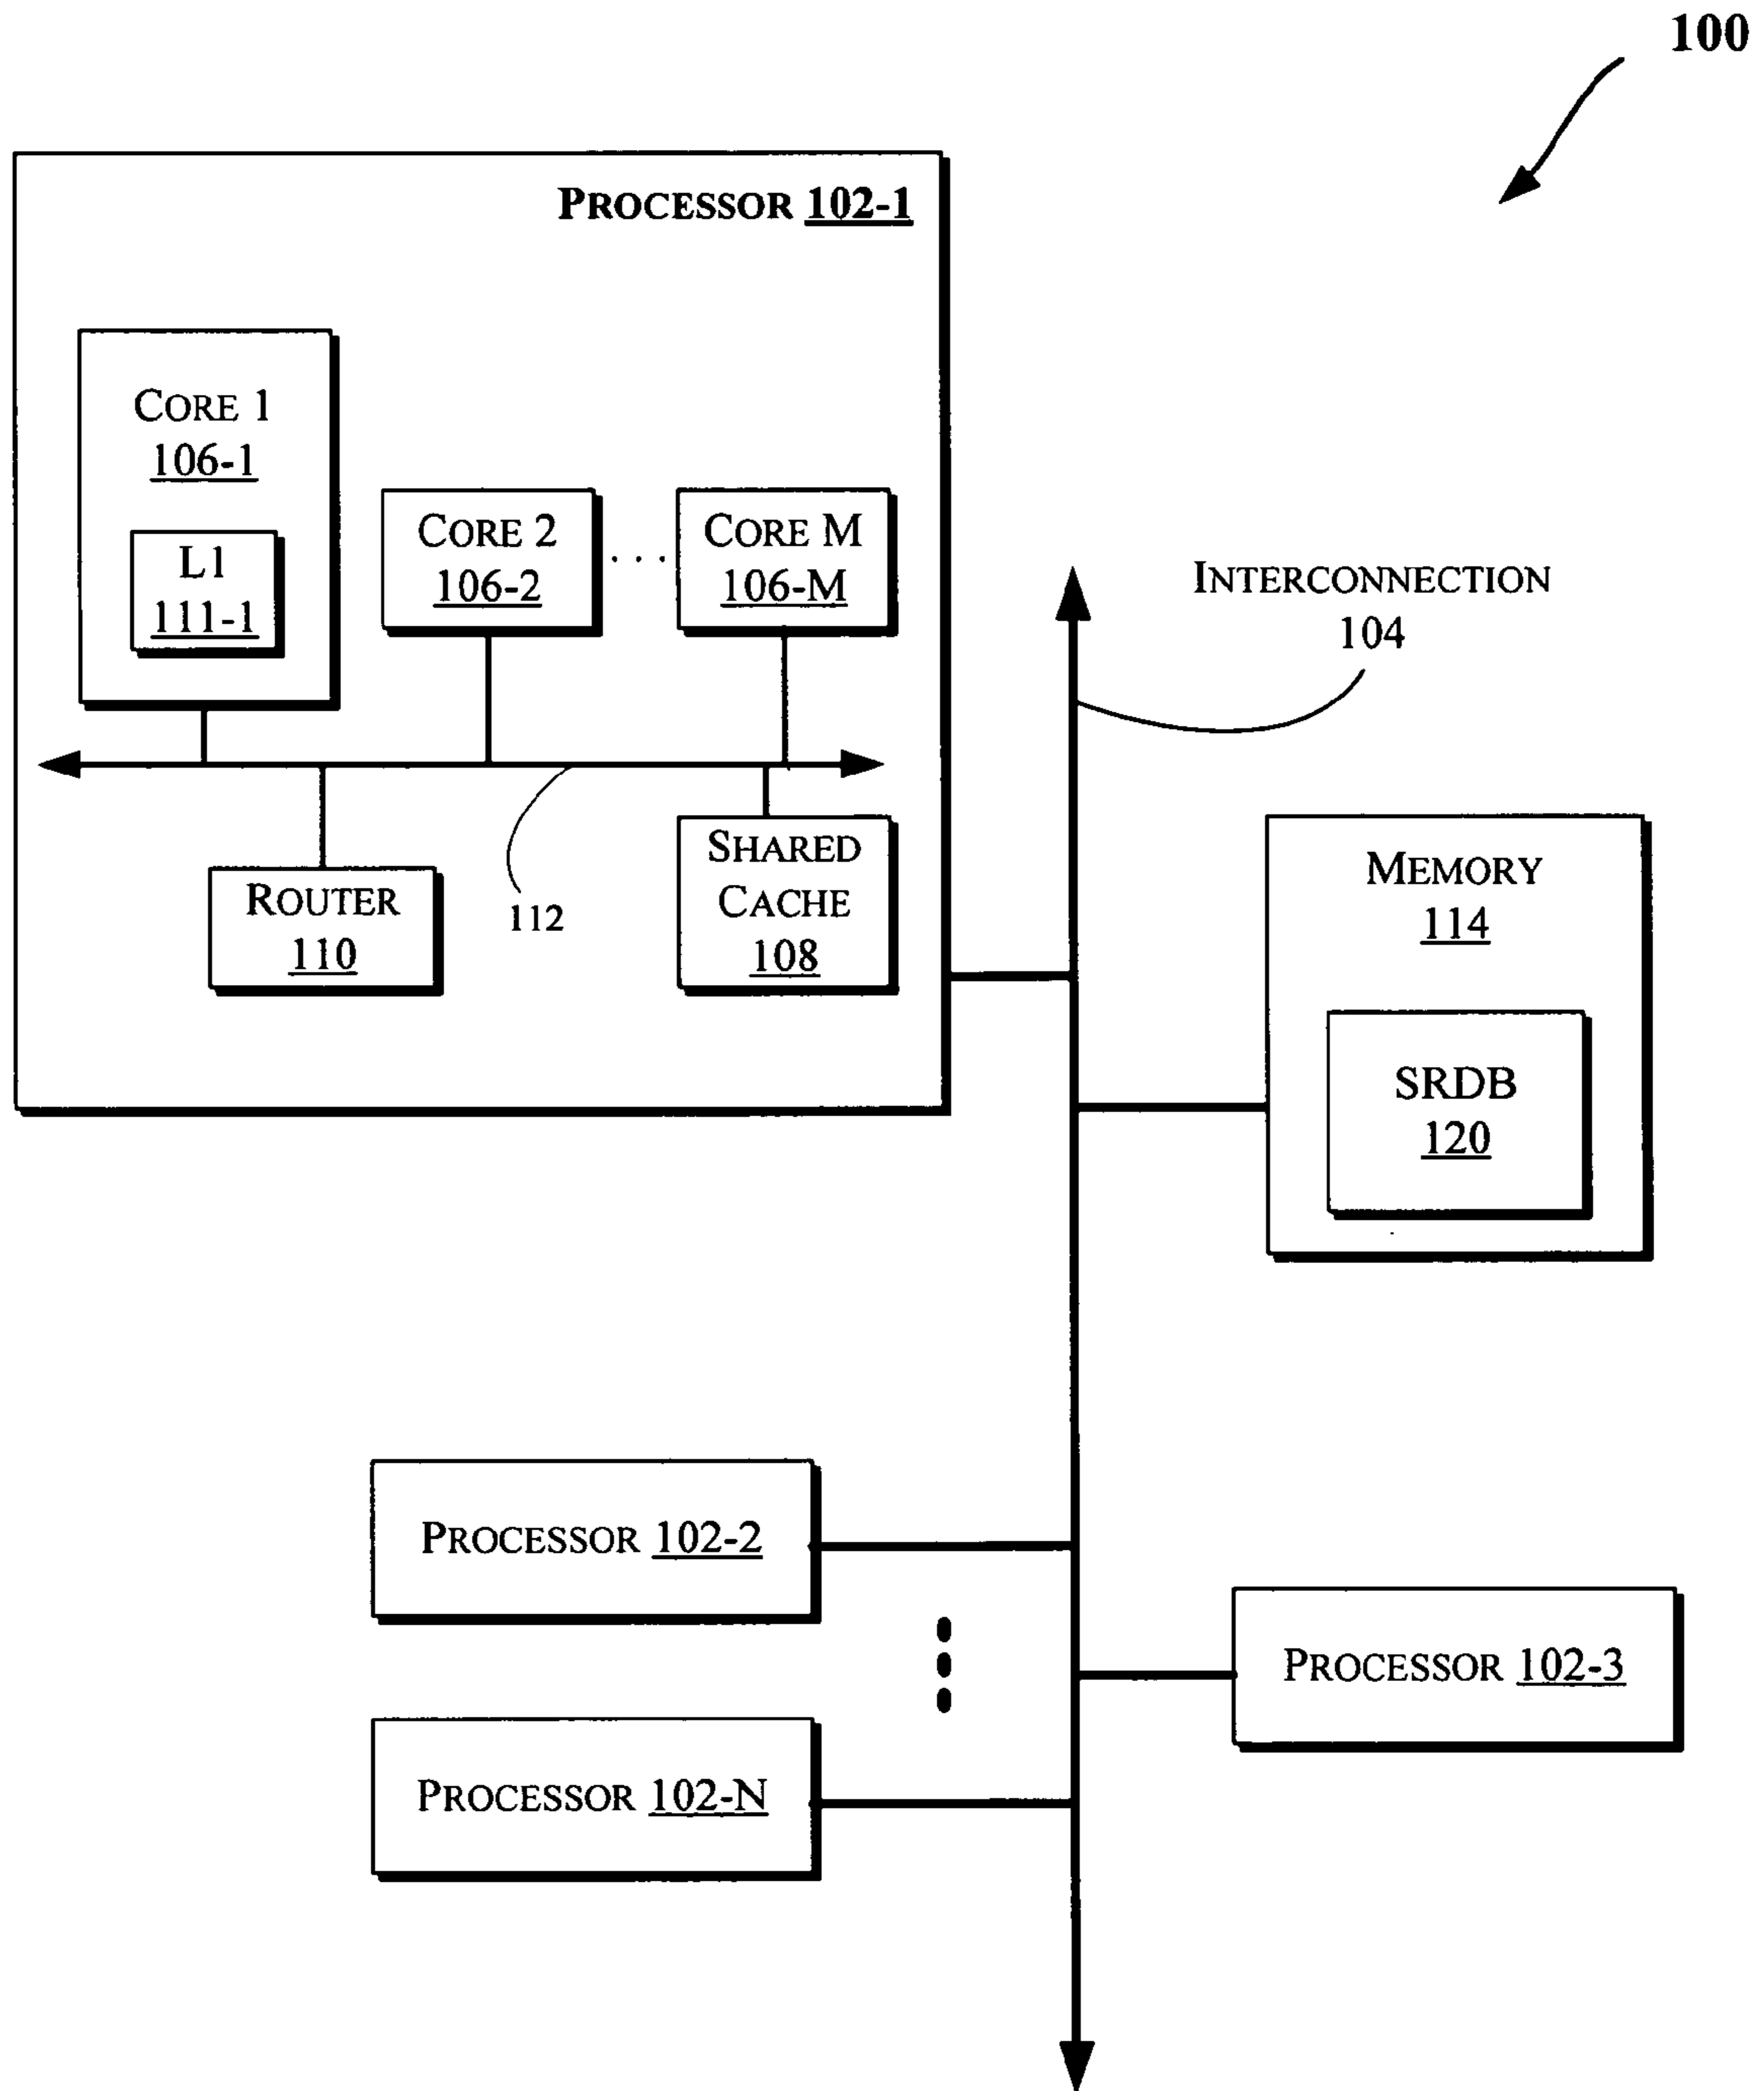 100
PROCESSOR 102-1
CORE 1
106-1
L1
111-1
CORE 2
106-2
. . .
CORE M
106-M
112
ROUTER
110
SHARED
CACHE
108
INTERCONNECTION
104
MEMORY
114
SRDB
120
PROCESSOR 102-2
PROCESSOR 102-3
PROCESSOR 102-N